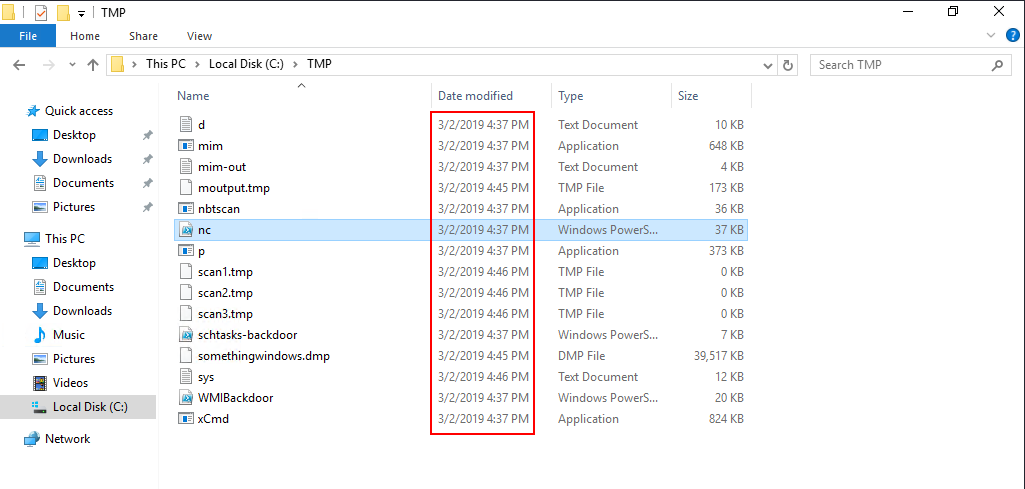 TMP
File Home Share View
This PC Local Disk (C:) TMP Search TMP
Name Date modified Type Size
Quick access
Desktop
Downloads
Documents
Pictures
This PC
Desktop
Documents
Downloads
Music
Pictures
Videos
Local Disk (C:)
Network
d 3/2/2019 4:37 PM Text Document 10 KB
mim 3/2/2019 4:37 PM Application 648 KB
mim-out 3/2/2019 4:37 PM Text Document 4 KB
moutput.tmp 3/2/2019 4:45 PM TMP File 173 KB
nbtscan 3/2/2019 4:37 PM Application 36 KB
nc 3/2/2019 4:37 PM Windows PowerS... 37 KB
p 3/2/2019 4:37 PM Application 373 KB
scan1.tmp 3/2/2019 4:46 PM TMP File 0 KB
scan2.tmp 3/2/2019 4:46 PM TMP File 0 KB
scan3.tmp 3/2/2019 4:46 PM TMP File 0 KB
schtasks-backdoor 3/2/2019 4:37 PM Windows PowerS... 7 KB
somethingwindows.dmp 3/2/2019 4:45 PM DMP File 39,517 KB
sys 3/2/2019 4:46 PM Text Document 12 KB
WMIBackdoor 3/2/2019 4:37 PM Windows PowerS... 20 KB
xCmd 3/2/2019 4:37 PM Application 824 KB